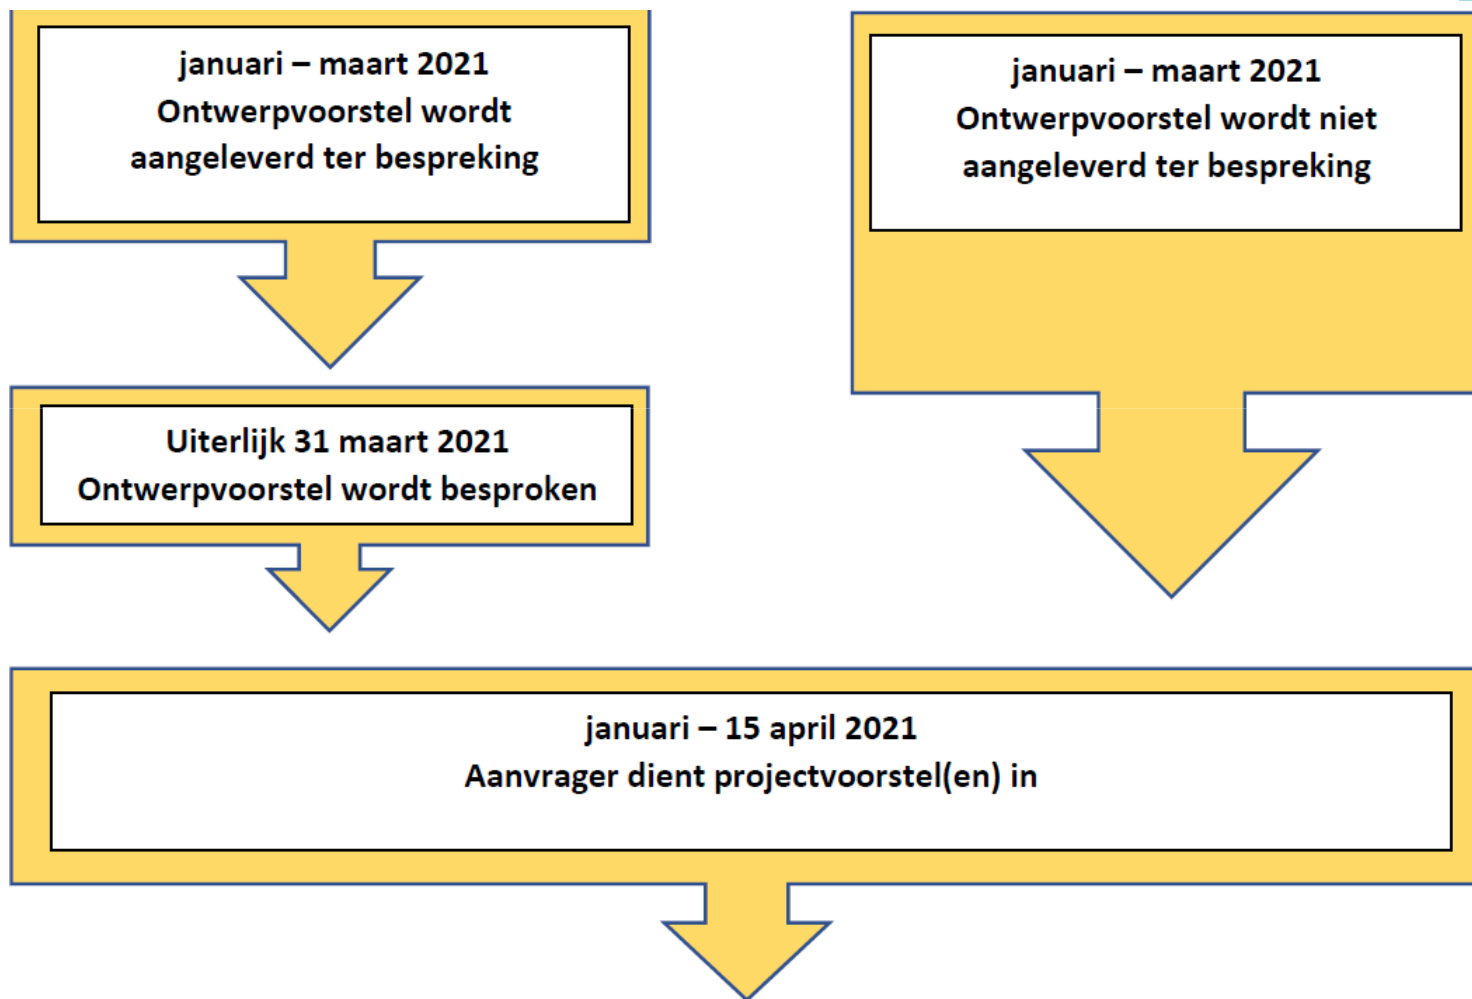 januari – maart 2021
Ontwerpvoorstel wordt
aangeleverd ter bespreking
januari – maart 2021
Ontwerpvoorstel wordt niet
aangeleverd ter bespreking
Uiterlijk 31 maart 2021
Ontwerpvoorstel wordt besproken
januari – 15 april 2021
Aanvrager dient projectvoorstel(en) in